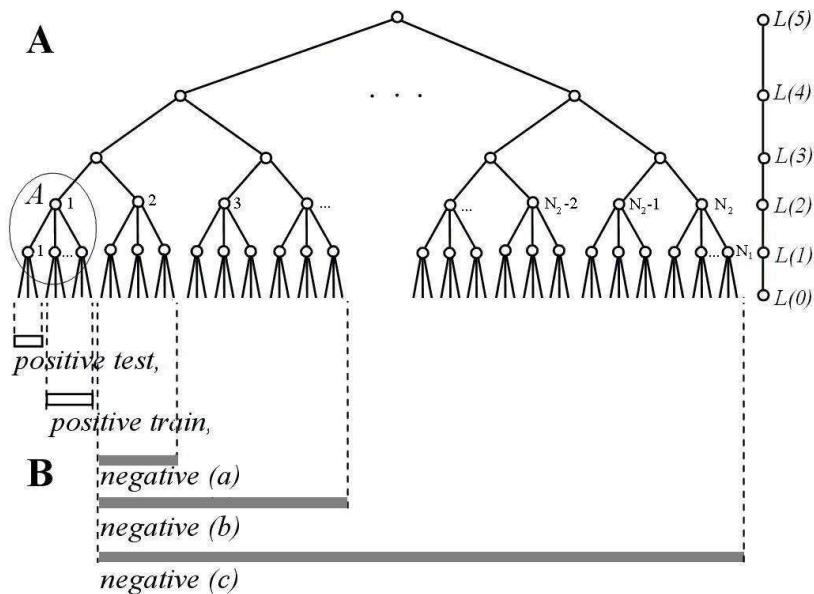 A
L(5)
. . .
L(4)
L(3)
A 1 2 3 ... ... N₂-2 N₂-1 N₂ L(2)
1 ... ... N₁ L(1)
L(0)
positive test,
positive train,
B
negative (a)
negative (b)
negative (c)